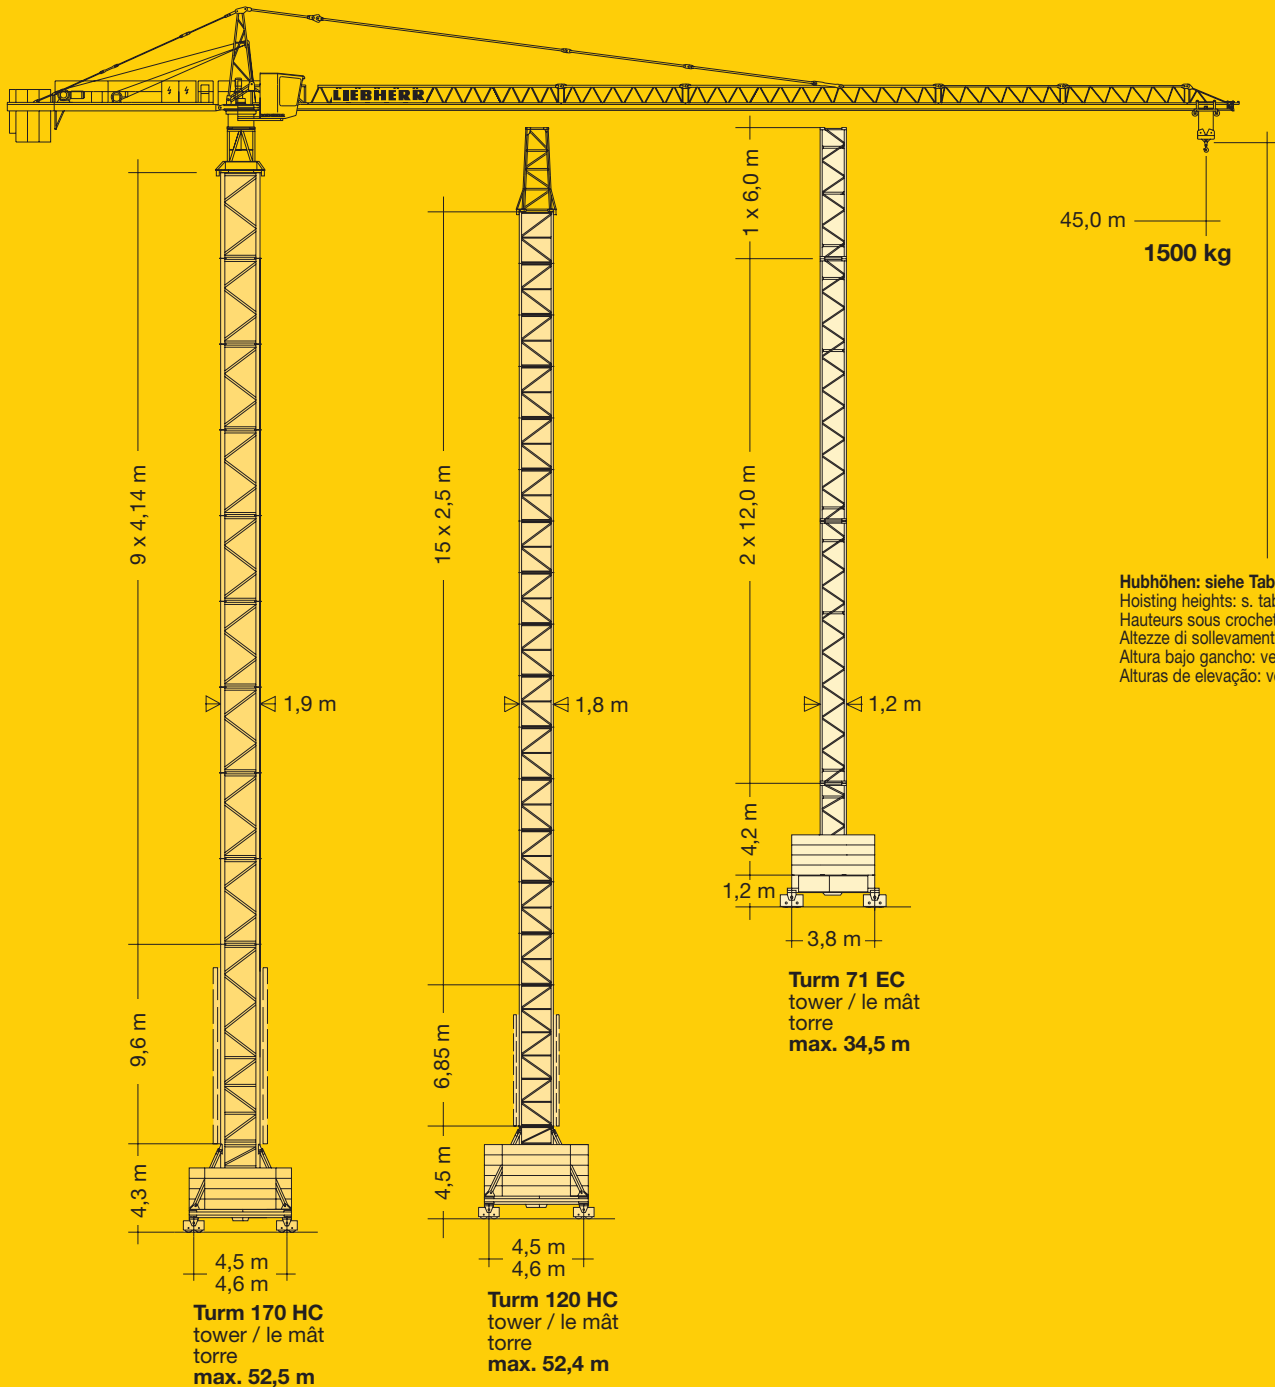 LIEBHERR
9 x 4,14 m
9,6 m
4,3 m
1,9 m
4,5 m
4,6 m
Turm 170 HC
tower / le mât
torre
max. 52,5 m
15 x 2,5 m
6,85 m
4,5 m
1,8 m
4,5 m
4,6 m
Turm 120 HC
tower / le mât
torre
max. 52,4 m
1 x 6,0 m
2 x 12,0 m
4,2 m
1,2 m
1,2 m
3,8 m
Turm 71 EC
tower / le mât
torre
max. 34,5 m
45,0 m
1500 kg
Hubhöhen: siehe Tab
Hoisting heights: s. tab
Hauteurs sous crochet
Altezze di sollevament
Altura bajo gancho: ve
Alturas de elevação: v